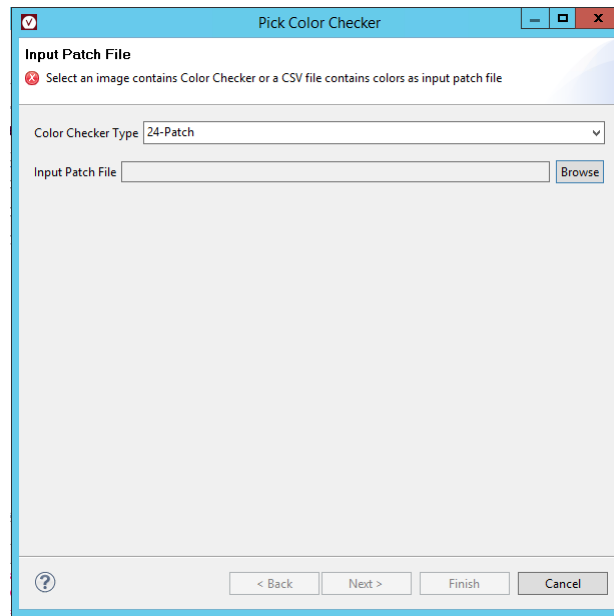 Pick Color Checker
Input Patch File
Select an image contains Color Checker or a CSV file contains colors as input patch file
Color Checker Type 24-Patch
Input Patch File Browse
< Back Next > Finish Cancel